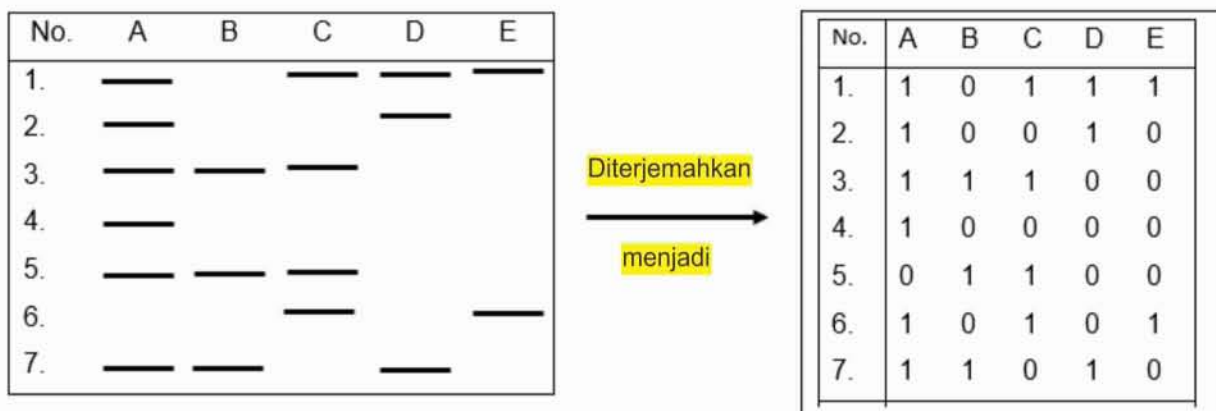 No. A B C D E
1.
2.
3.
4.
5.
6.
7.
Diterjemahkan
menjadi
No. A B C D E
1. 1 0 1 1 1
2. 1 0 0 1 0
3. 1 1 1 0 0
4. 1 0 0 0 0
5. 0 1 1 0 0
6. 1 0 1 0 1
7. 1 1 0 1 0